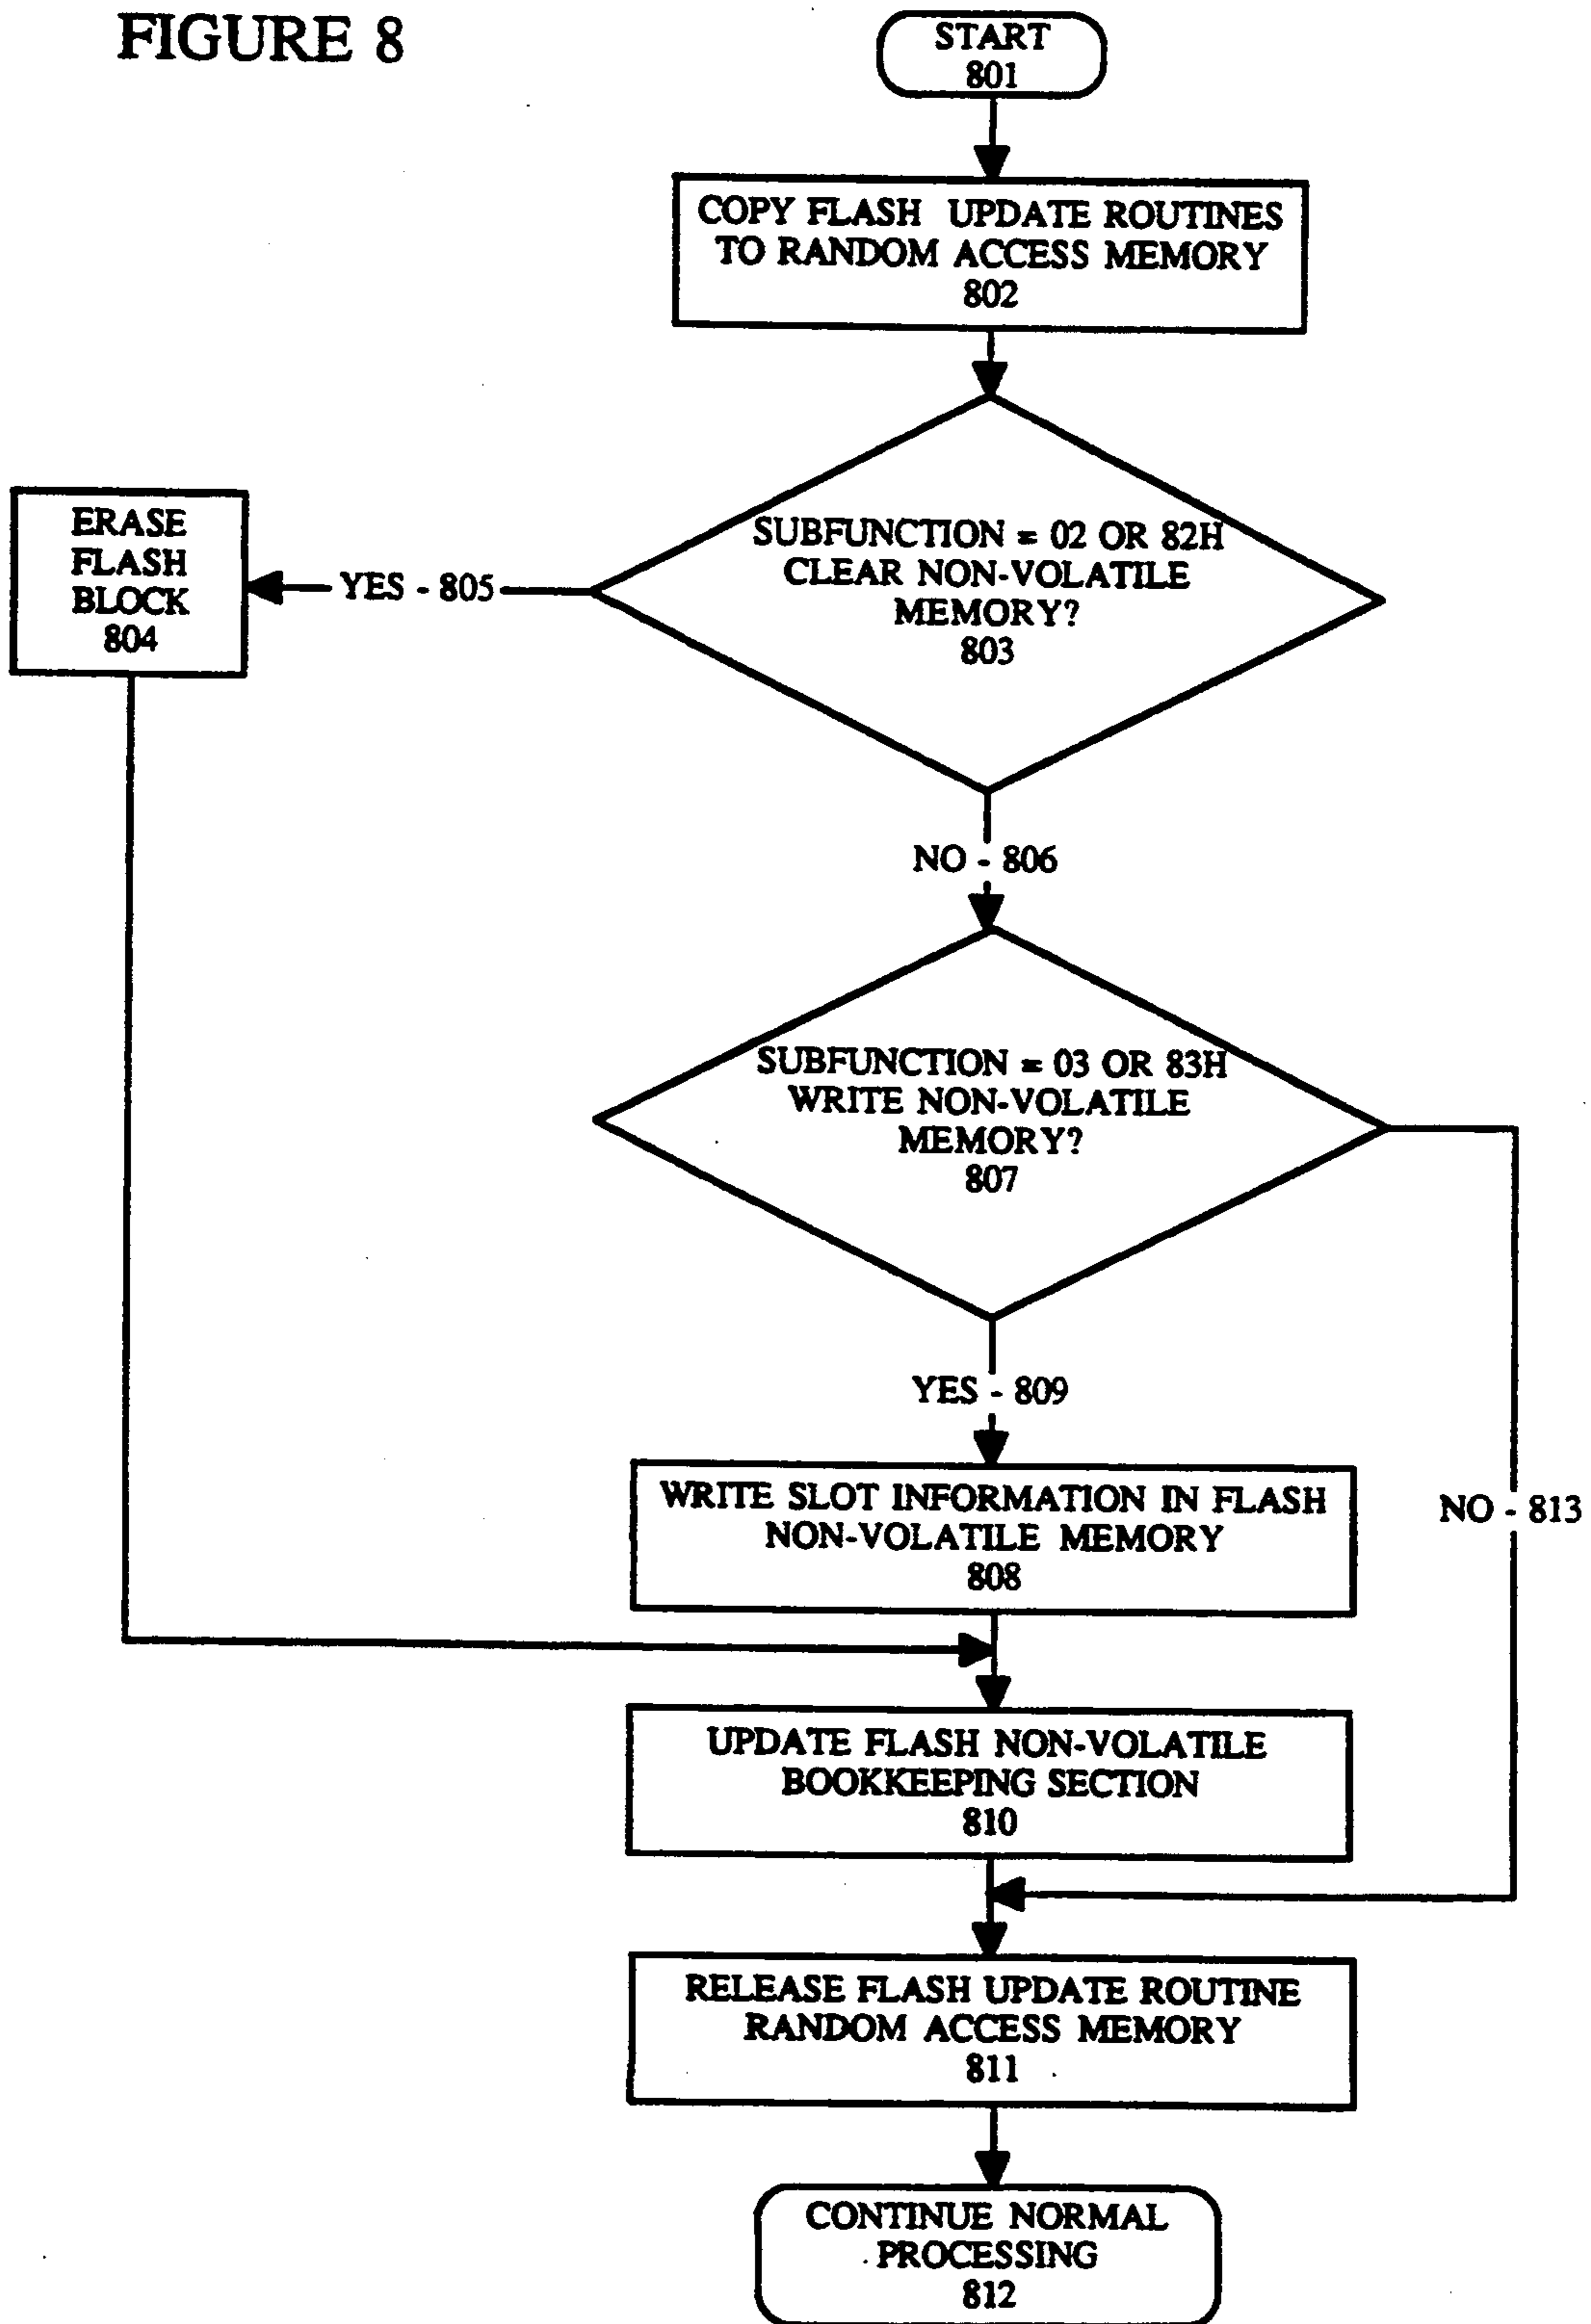 FIGURE 8
START
801
COPY FLASH UPDATE ROUTINES
TO RANDOM ACCESS MEMORY
802
SUBFUNCTION = 02 OR 82H
CLEAR NON-VOLATILE
MEMORY?
803
YES - 805
ERASE
FLASH
BLOCK
804
NO - 806
SUBFUNCTION = 03 OR 83H
WRITE NON-VOLATILE
MEMORY?
807
YES - 809
WRITE SLOT INFORMATION IN FLASH
NON-VOLATILE MEMORY
808
NO - 813
UPDATE FLASH NON-VOLATILE
BOOKKEEPING SECTION
810
RELEASE FLASH UPDATE ROUTINE
RANDOM ACCESS MEMORY
811
CONTINUE NORMAL
PROCESSING
812